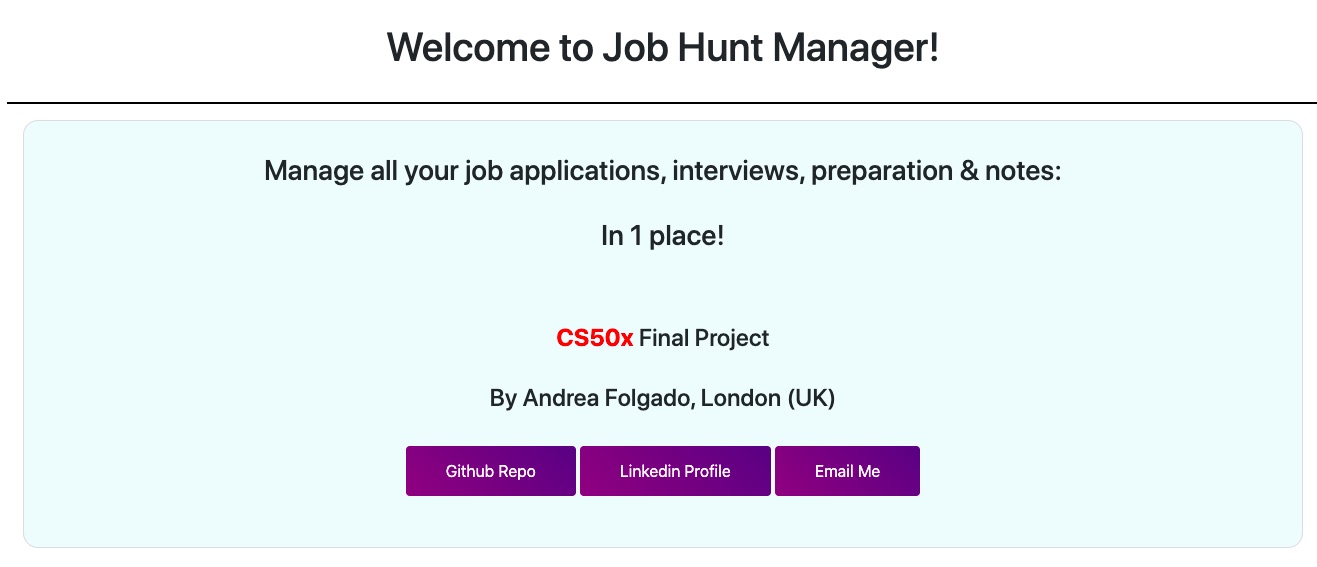 Welcome to Job Hunt Manager!
Manage all your job applications, interviews, preparation & notes:
In 1 place!
CS50x Final Project
By Andrea Folgado, London (UK)
Github Repo
Linkedin Profile
Email Me